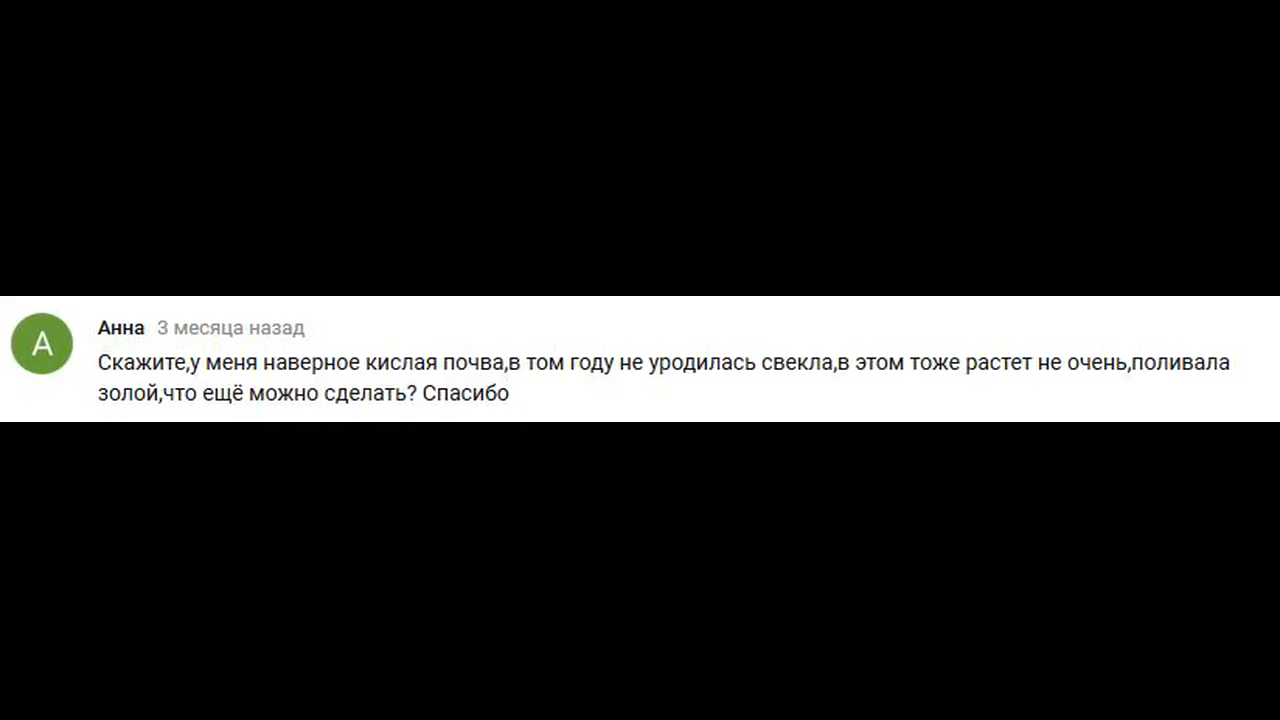 А
Анна 3 месяца назад
Скажите,у меня наверное кислая почва,в том году не уродилась свекла,в этом тоже растет не очень,поливала
золой,что ещё можно сделать? Спасибо